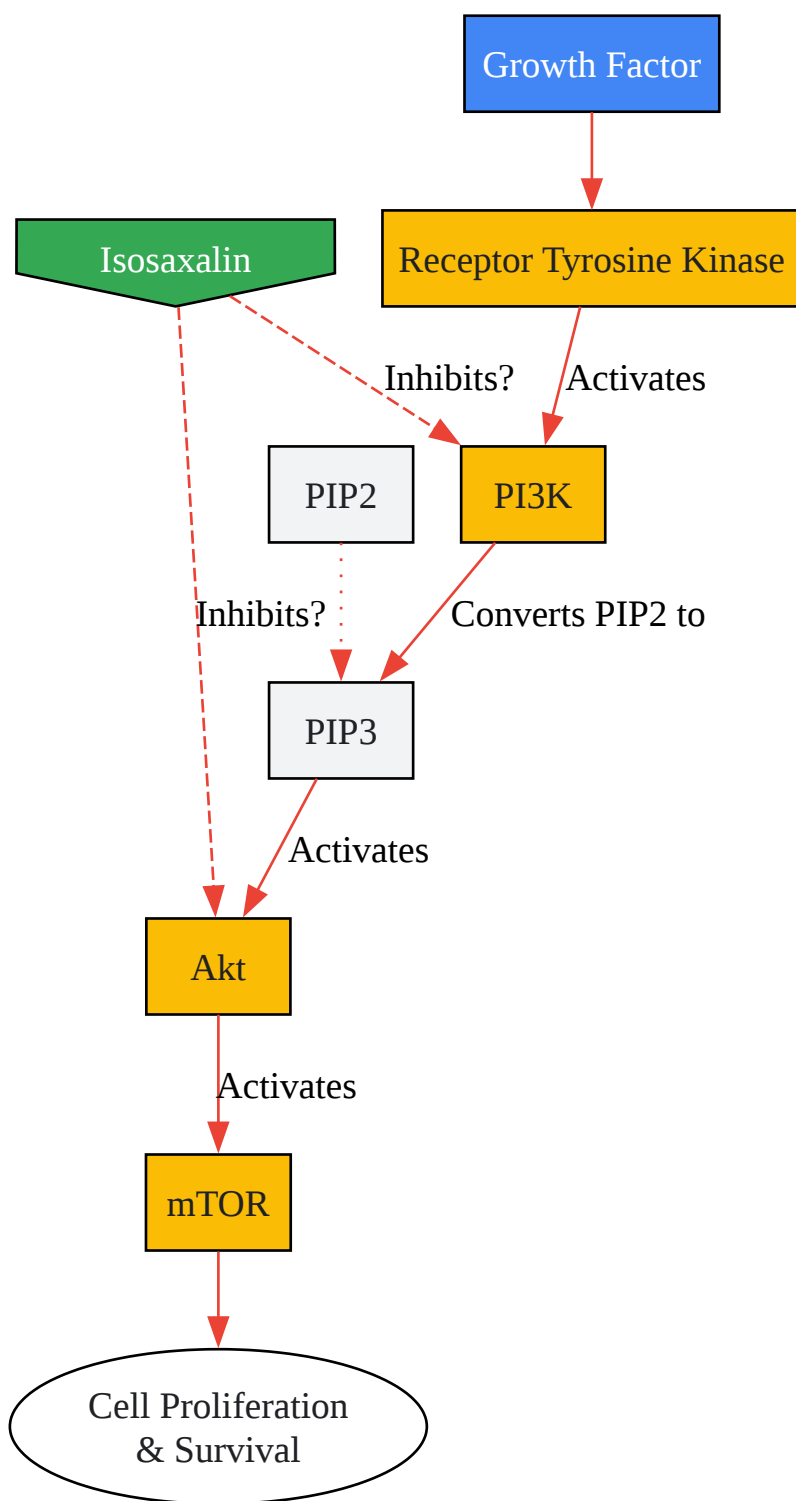 Growth Factor
Isosaxalin
Receptor Tyrosine Kinase
Inhibits?
Activates
PIP2
PI3K
Inhibits?
Converts PIP2 to
PIP3
Activates
Akt
Activates
mTOR
Cell Proliferation
& Survival